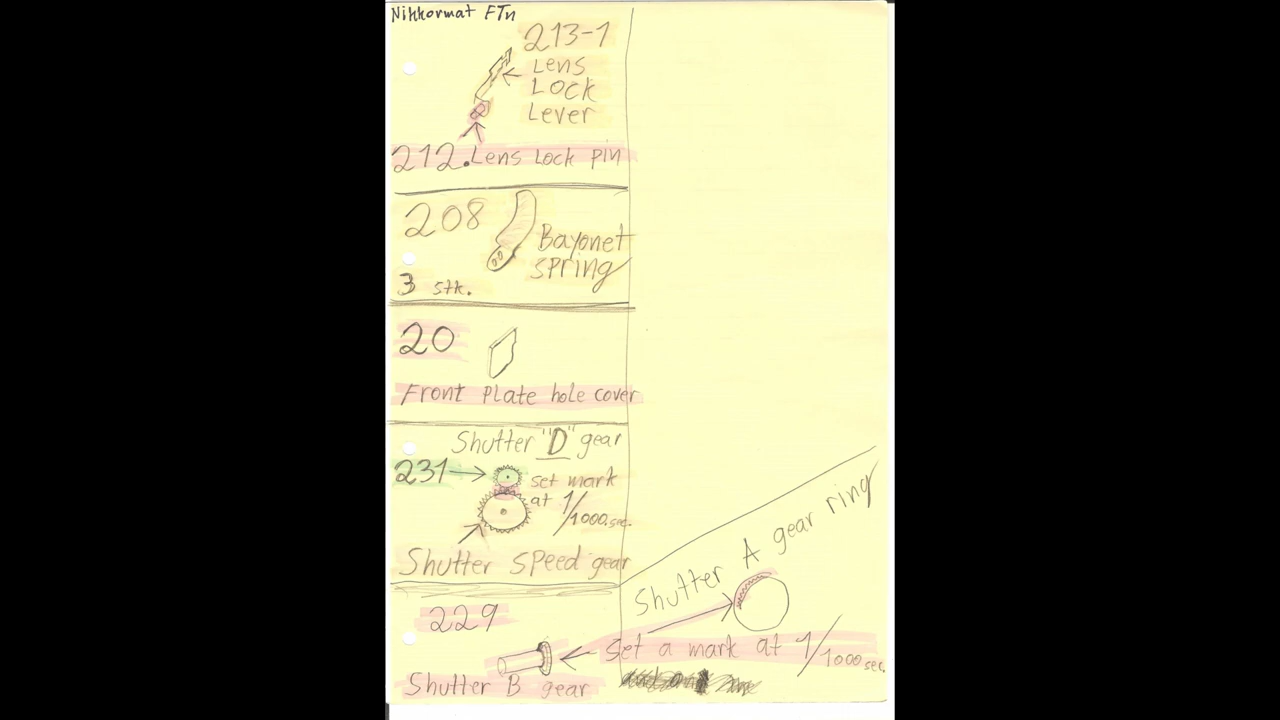 Nikkormat FTn
213-1
Lens
Lock
Lever
212. Lens Lock pin
208
Bayonet
spring
3 stk.
20
Front Plate hole cover
Shutter "D" gear
231
set mark
at 1/1000.sec.
Shutter speed gear
229
Shutter B gear
Shutter A gear ring
set a mark at 1/1000 sec.